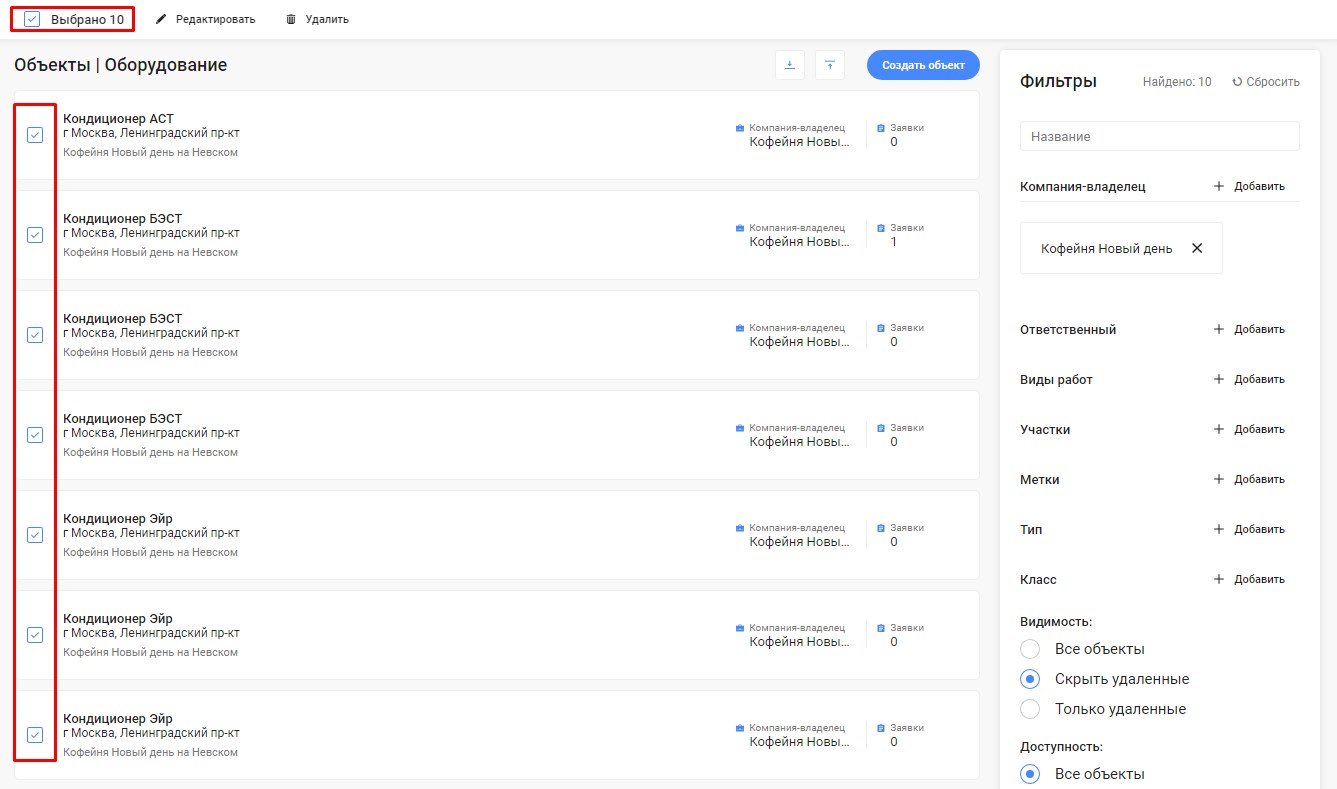 Выбрано 10
Редактировать
Удалить
Объекты | Оборудование
Создать объект
Кондиционер АСТ
г Москва, Ленинградский пр-кт
Кофейня Новый день на Невском
Компания-владелец
Кофейня Новы...
Заявки
0
Кондиционер БЭСТ
г Москва, Ленинградский пр-кт
Кофейня Новый день на Невском
Компания-владелец
Кофейня Новы...
Заявки
1
Кондиционер БЭСТ
г Москва, Ленинградский пр-кт
Кофейня Новый день на Невском
Компания-владелец
Кофейня Новы...
Заявки
0
Кондиционер БЭСТ
г Москва, Ленинградский пр-кт
Кофейня Новый день на Невском
Компания-владелец
Кофейня Новы...
Заявки
0
Кондиционер Эйр
г Москва, Ленинградский пр-кт
Кофейня Новый день на Невском
Компания-владелец
Кофейня Новы...
Заявки
0
Кондиционер Эйр
г Москва, Ленинградский пр-кт
Кофейня Новый день на Невском
Компания-владелец
Кофейня Новы...
Заявки
0
Кондиционер Эйр
г Москва, Ленинградский пр-кт
Кофейня Новый день на Невском
Компания-владелец
Кофейня Новы...
Заявки
0
Фильтры
Найдено: 10
Сбросить
Название
Компания-владелец
Добавить
Кофейня Новый день
Ответственный
Добавить
Виды работ
Добавить
Участки
Добавить
Метки
Добавить
Тип
Добавить
Класс
Добавить
Видимость:
Все объекты
Скрыть удаленные
Только удаленные
Доступность:
Все объекты